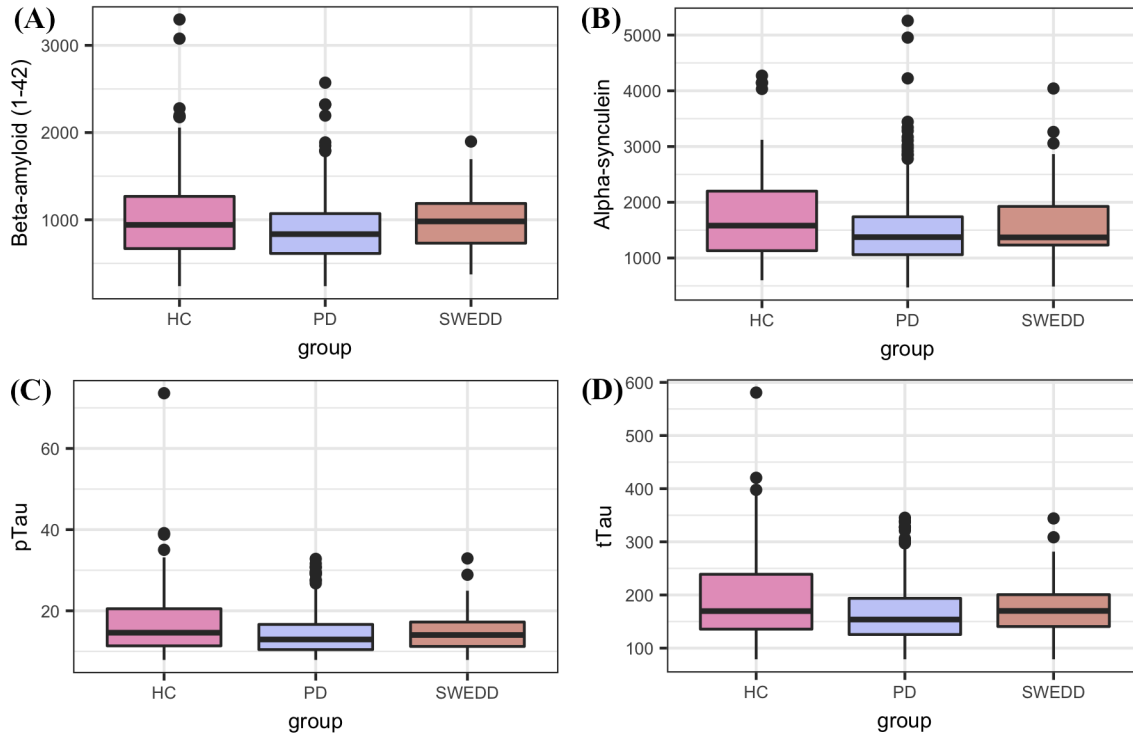 (A)
Beta-amyloid (1-42)
3000
2000
1000
HC
PD
SWEDD
group
(B)
Alpha-synculein
5000
4000
3000
2000
1000
HC
PD
SWEDD
group
(C)
pTau
60
40
20
HC
PD
SWEDD
group
(D)
tTau
600
500
400
300
200
100
HC
PD
SWEDD
group